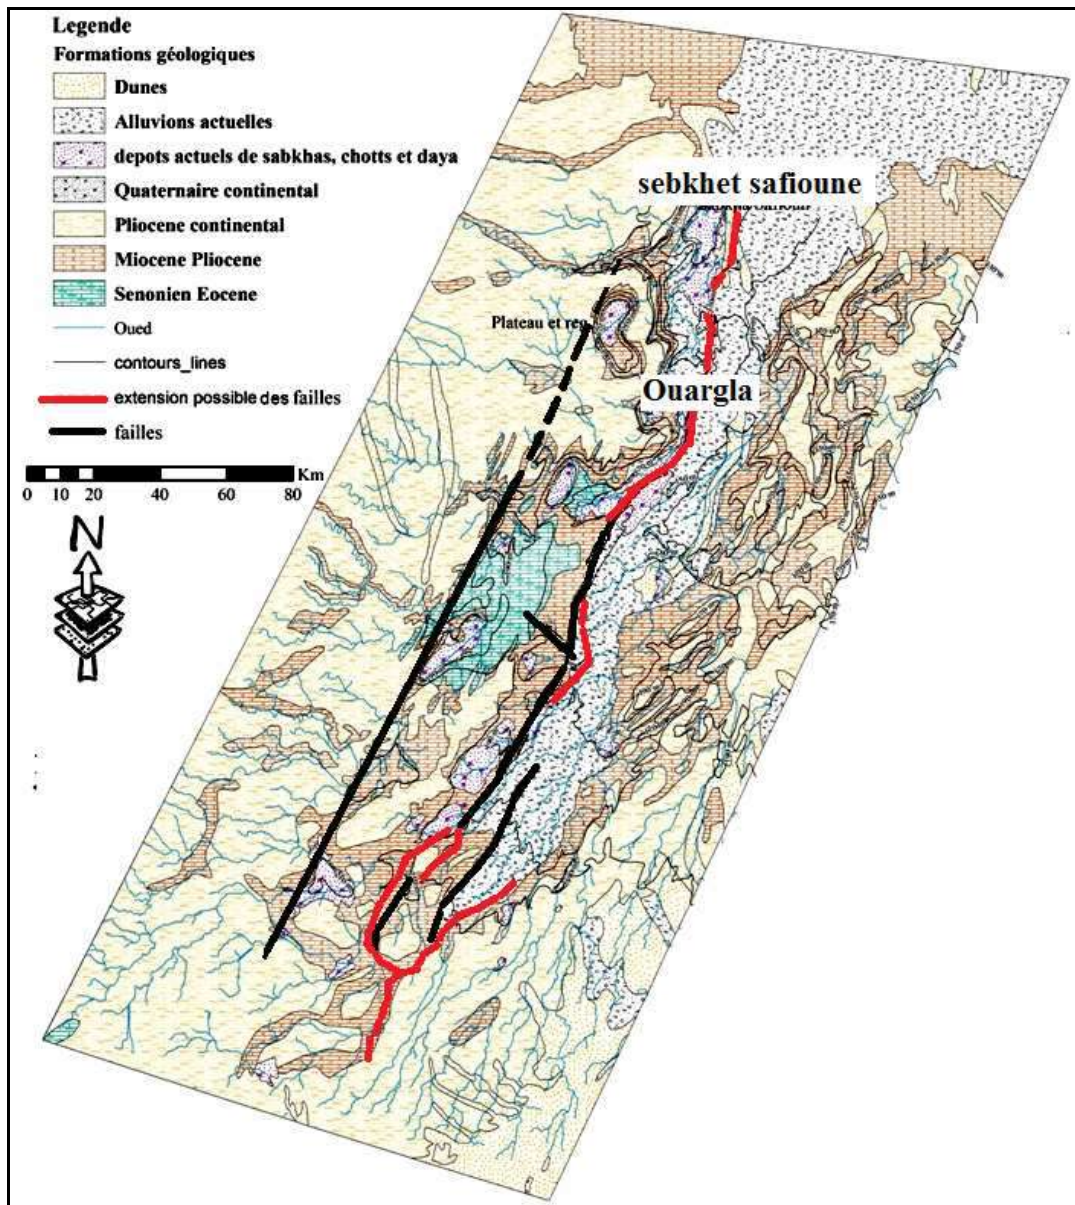 Legende
Formations géologiques
Dunes
Alluvions actuelles
depots actuels de sabkhas, chotts et daya
Quaternaire continental
Pliocene continental
Miocene Pliocene
Senonien Eocene
Oued
contours_lines
extension possible des failles
failles
Km
0 10 20 40 60 80
N
sebkhet safioune
Plateau et reg
Ouargla